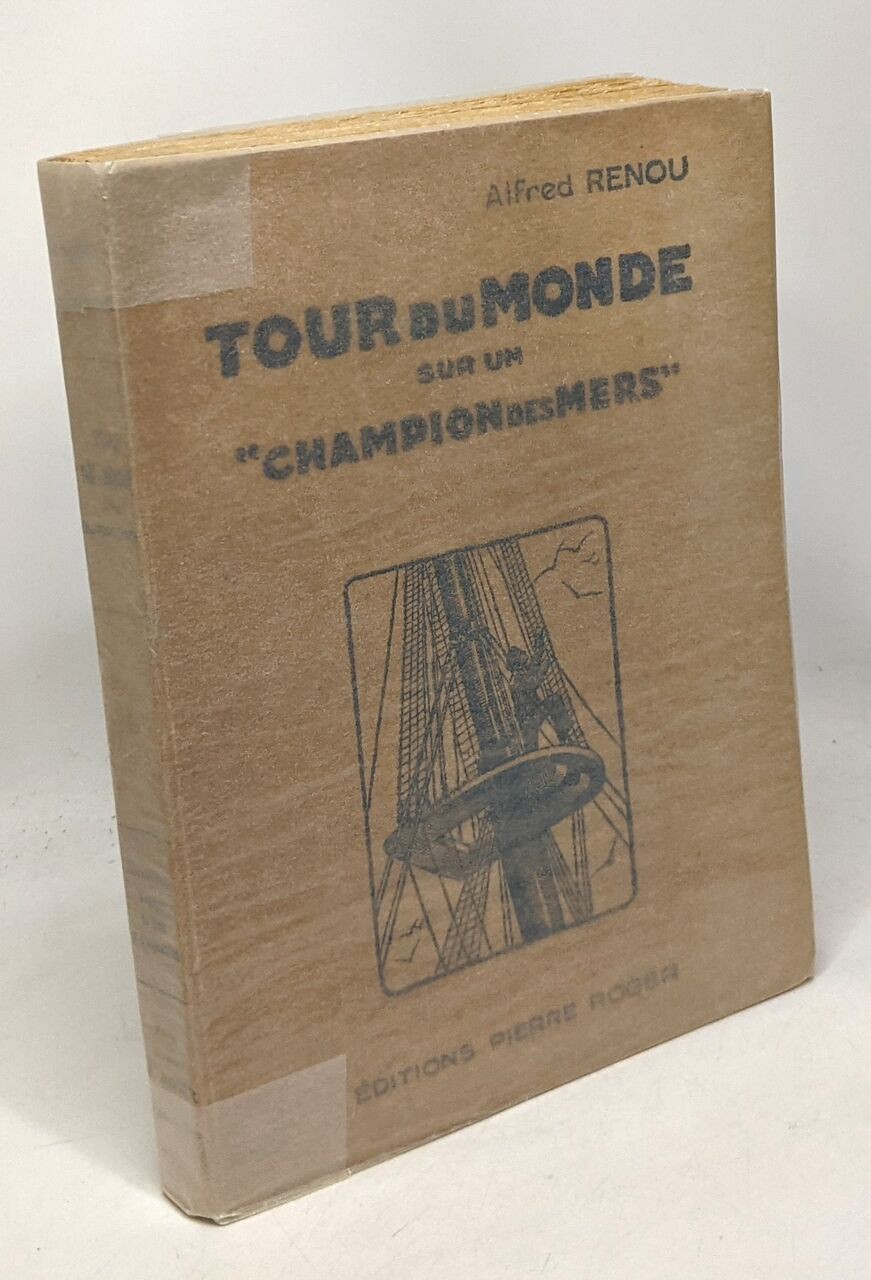 Alfred RENOU
TOUR DU MONDE
SUR UN
"CHAMPION DES MERS"
ÉDITIONS PIERRE ROGER